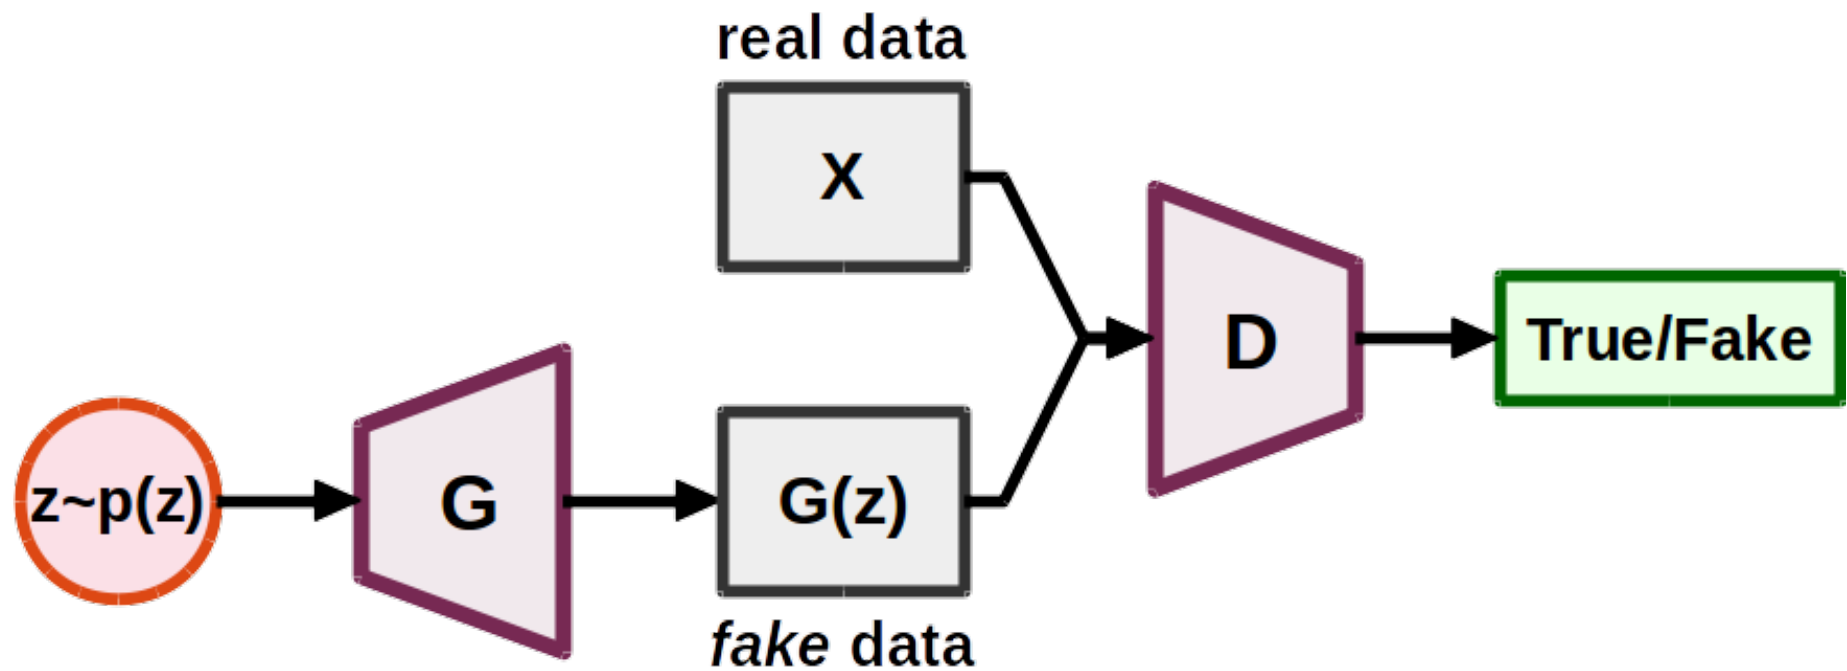 real data
X
D
True/Fake
z~p(z)
G
G(z)
fake data